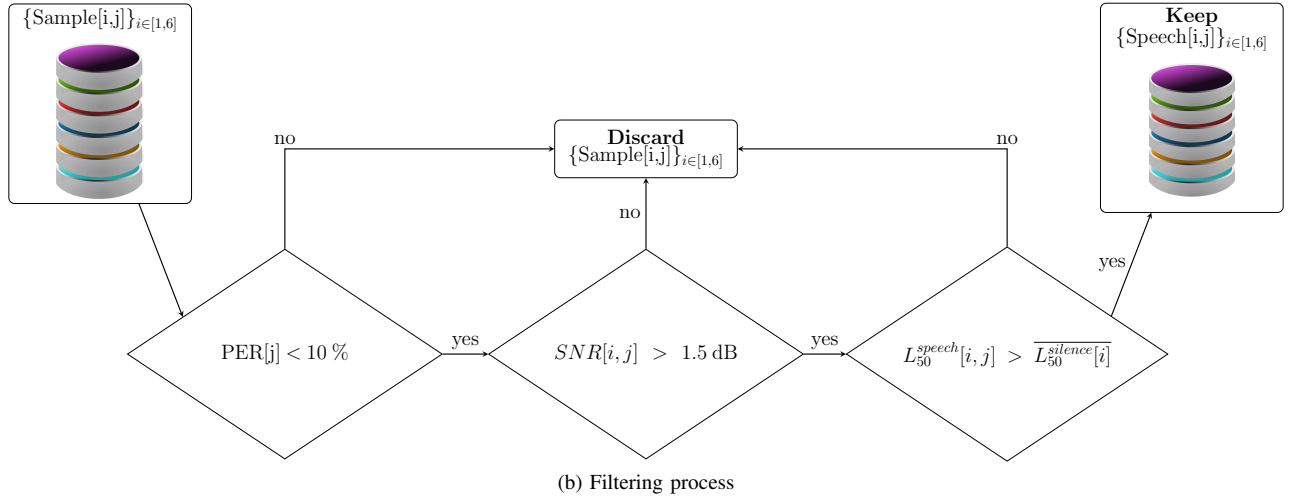 {Sample[i,j]}_{i∈[1,6]}
Keep
{Speech[i,j]}_{i∈[1,6]}
no
Discard
{Sample[i,j]}_{i∈[1,6]}
no
no
yes
PER[j] < 10 %
yes
SNR[i, j] > 1.5 dB
yes
L_{50}^{speech}[i, j] > \overline{L_{50}^{silence}[i]}
(b) Filtering process